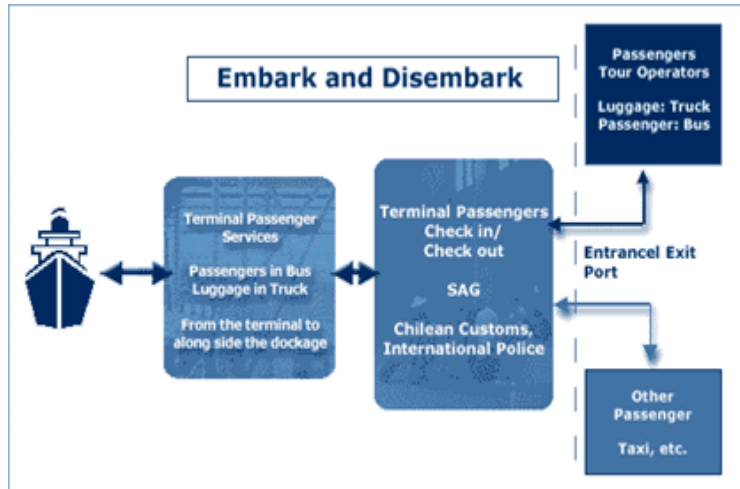 Embark and Disembark
Passengers
Tour Operators
Luggage: Truck
Passenger: Bus
Terminal Passenger
Services
Passengers in Bus
Luggage in Truck
From the terminal to
along side the dockage
Terminal Passengers
Check in/
Check out
SAG
Chilean Customs,
International Police
Entrancel Exit
Port
Other
Passenger
Taxi, etc.